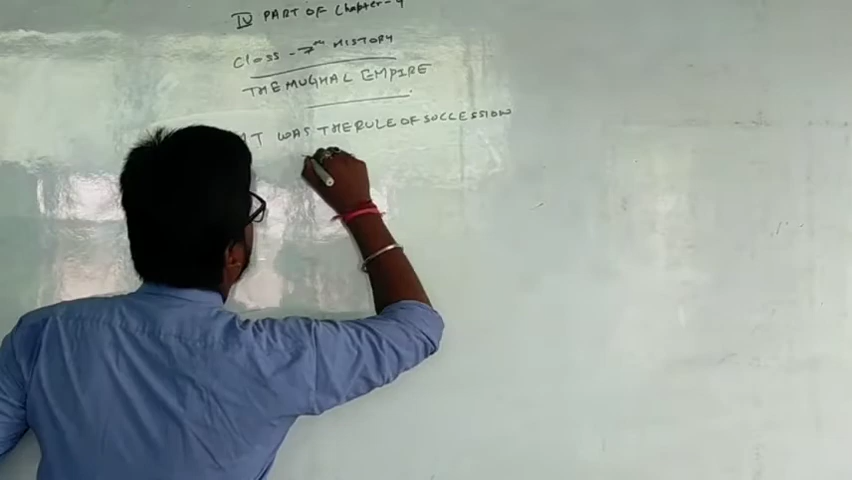 IV PART OF Chapter-4
Class - 7th HISTORY
THE MUGHAL EMPIRE
WAS THE RULE OF SUCCESSION